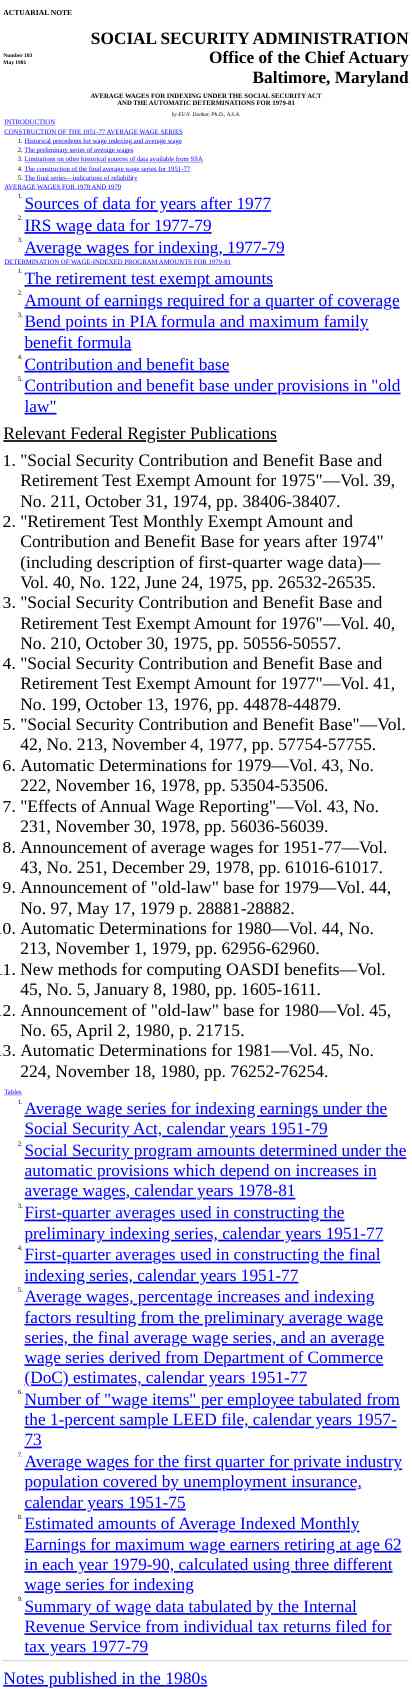 ACTUARIAL NOTE
Number 103
May 1981
SOCIAL SECURITY ADMINISTRATION
Office of the Chief Actuary
Baltimore, Maryland
AVERAGE WAGES FOR INDEXING UNDER THE SOCIAL SECURITY ACT
AND THE AUTOMATIC DETERMINATIONS FOR 1979-81
by Eli N. Donkar, Ph.D., A.S.A.
INTRODUCTION
CONSTRUCTION OF THE 1951-77 AVERAGE WAGE SERIES
1. Historical precedents for wage indexing and average wage
2. The preliminary series of average wages
3. Limitations on other historical sources of data available from SSA
4. The construction of the final average wage series for 1951-77
5. The final series—indications of reliability
AVERAGE WAGES FOR 1978 AND 1979
1. Sources of data for years after 1977
2. IRS wage data for 1977-79
3. Average wages for indexing, 1977-79
DETERMINATION OF WAGE-INDEXED PROGRAM AMOUNTS FOR 1979-81
1. The retirement test exempt amounts
2. Amount of earnings required for a quarter of coverage
3. Bend points in PIA formula and maximum family
benefit formula
4. Contribution and benefit base
5. Contribution and benefit base under provisions in "old
law"
Relevant Federal Register Publications
1. "Social Security Contribution and Benefit Base and
Retirement Test Exempt Amount for 1975"—Vol. 39,
No. 211, October 31, 1974, pp. 38406-38407.
2. "Retirement Test Monthly Exempt Amount and
Contribution and Benefit Base for years after 1974"
(including description of first-quarter wage data)—
Vol. 40, No. 122, June 24, 1975, pp. 26532-26535.
3. "Social Security Contribution and Benefit Base and
Retirement Test Exempt Amount for 1976"—Vol. 40,
No. 210, October 30, 1975, pp. 50556-50557.
4. "Social Security Contribution and Benefit Base and
Retirement Test Exempt Amount for 1977"—Vol. 41,
No. 199, October 13, 1976, pp. 44878-44879.
5. "Social Security Contribution and Benefit Base"—Vol.
42, No. 213, November 4, 1977, pp. 57754-57755.
6. Automatic Determinations for 1979—Vol. 43, No.
222, November 16, 1978, pp. 53504-53506.
7. "Effects of Annual Wage Reporting"—Vol. 43, No.
231, November 30, 1978, pp. 56036-56039.
8. Announcement of average wages for 1951-77—Vol.
43, No. 251, December 29, 1978, pp. 61016-61017.
9. Announcement of "old-law" base for 1979—Vol. 44,
No. 97, May 17, 1979 p. 28881-28882.
10. Automatic Determinations for 1980—Vol. 44, No.
213, November 1, 1979, pp. 62956-62960.
11. New methods for computing OASDI benefits—Vol.
45, No. 5, January 8, 1980, pp. 1605-1611.
12. Announcement of "old-law" base for 1980—Vol. 45,
No. 65, April 2, 1980, p. 21715.
13. Automatic Determinations for 1981—Vol. 45, No.
224, November 18, 1980, pp. 76252-76254.
Tables
1. Average wage series for indexing earnings under the
Social Security Act, calendar years 1951-79
2. Social Security program amounts determined under the
automatic provisions which depend on increases in
average wages, calendar years 1978-81
3. First-quarter averages used in constructing the
preliminary indexing series, calendar years 1951-77
4. First-quarter averages used in constructing the final
indexing series, calendar years 1951-77
5. Average wages, percentage increases and indexing
factors resulting from the preliminary average wage
series, the final average wage series, and an average
wage series derived from Department of Commerce
(DoC) estimates, calendar years 1951-77
6. Number of "wage items" per employee tabulated from
the 1-percent sample LEED file, calendar years 1957-
73
7. Average wages for the first quarter for private industry
population covered by unemployment insurance,
calendar years 1951-75
8. Estimated amounts of Average Indexed Monthly
Earnings for maximum wage earners retiring at age 62
in each year 1979-90, calculated using three different
wage series for indexing
9. Summary of wage data tabulated by the Internal
Revenue Service from individual tax returns filed for
tax years 1977-79
Notes published in the 1980s